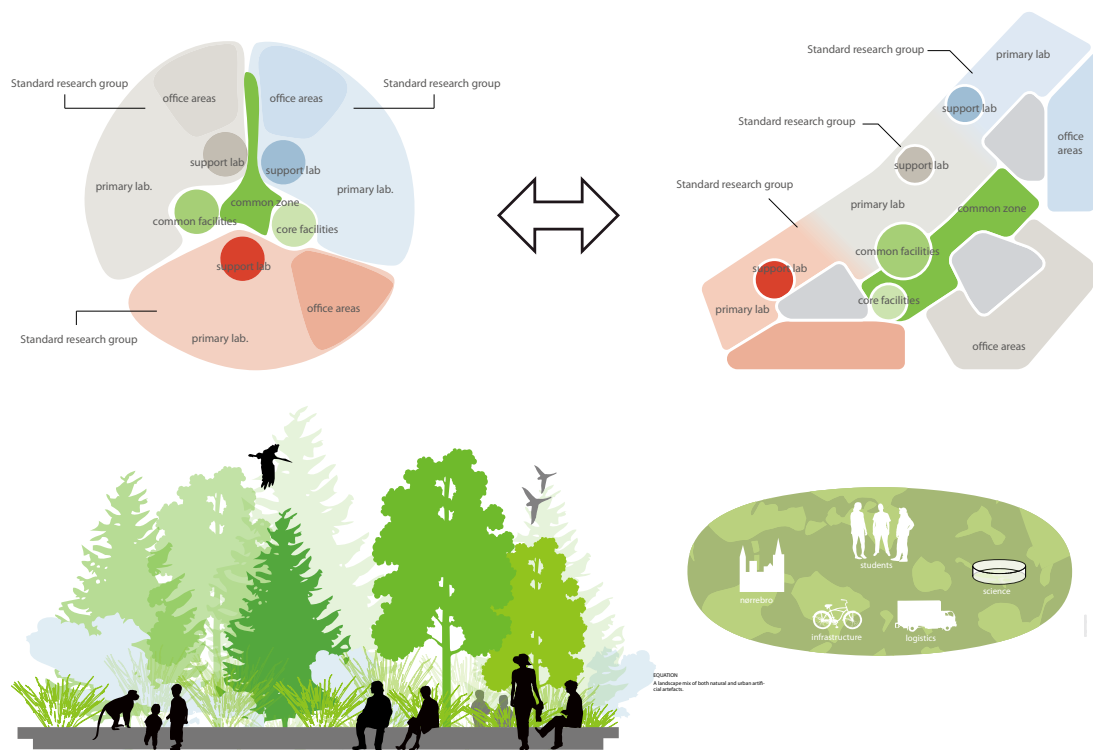 Standard research group
office areas
office areas
Standard research group
support lab
support lab
primary lab.
primary lab.
common zone
common facilities
core facilities
support lab
office areas
Standard research group
primary lab.
Standard research group
primary lab
support lab
Standard research group
office
areas
support lab
Standard research group
primary lab
common zone
common facilities
support lab
core facilities
primary lab
office areas
students
nørrebro
science
infrastructure
logistics
EQUATION
A landscape mix of both natural and urban artifi-
cial artefacts.